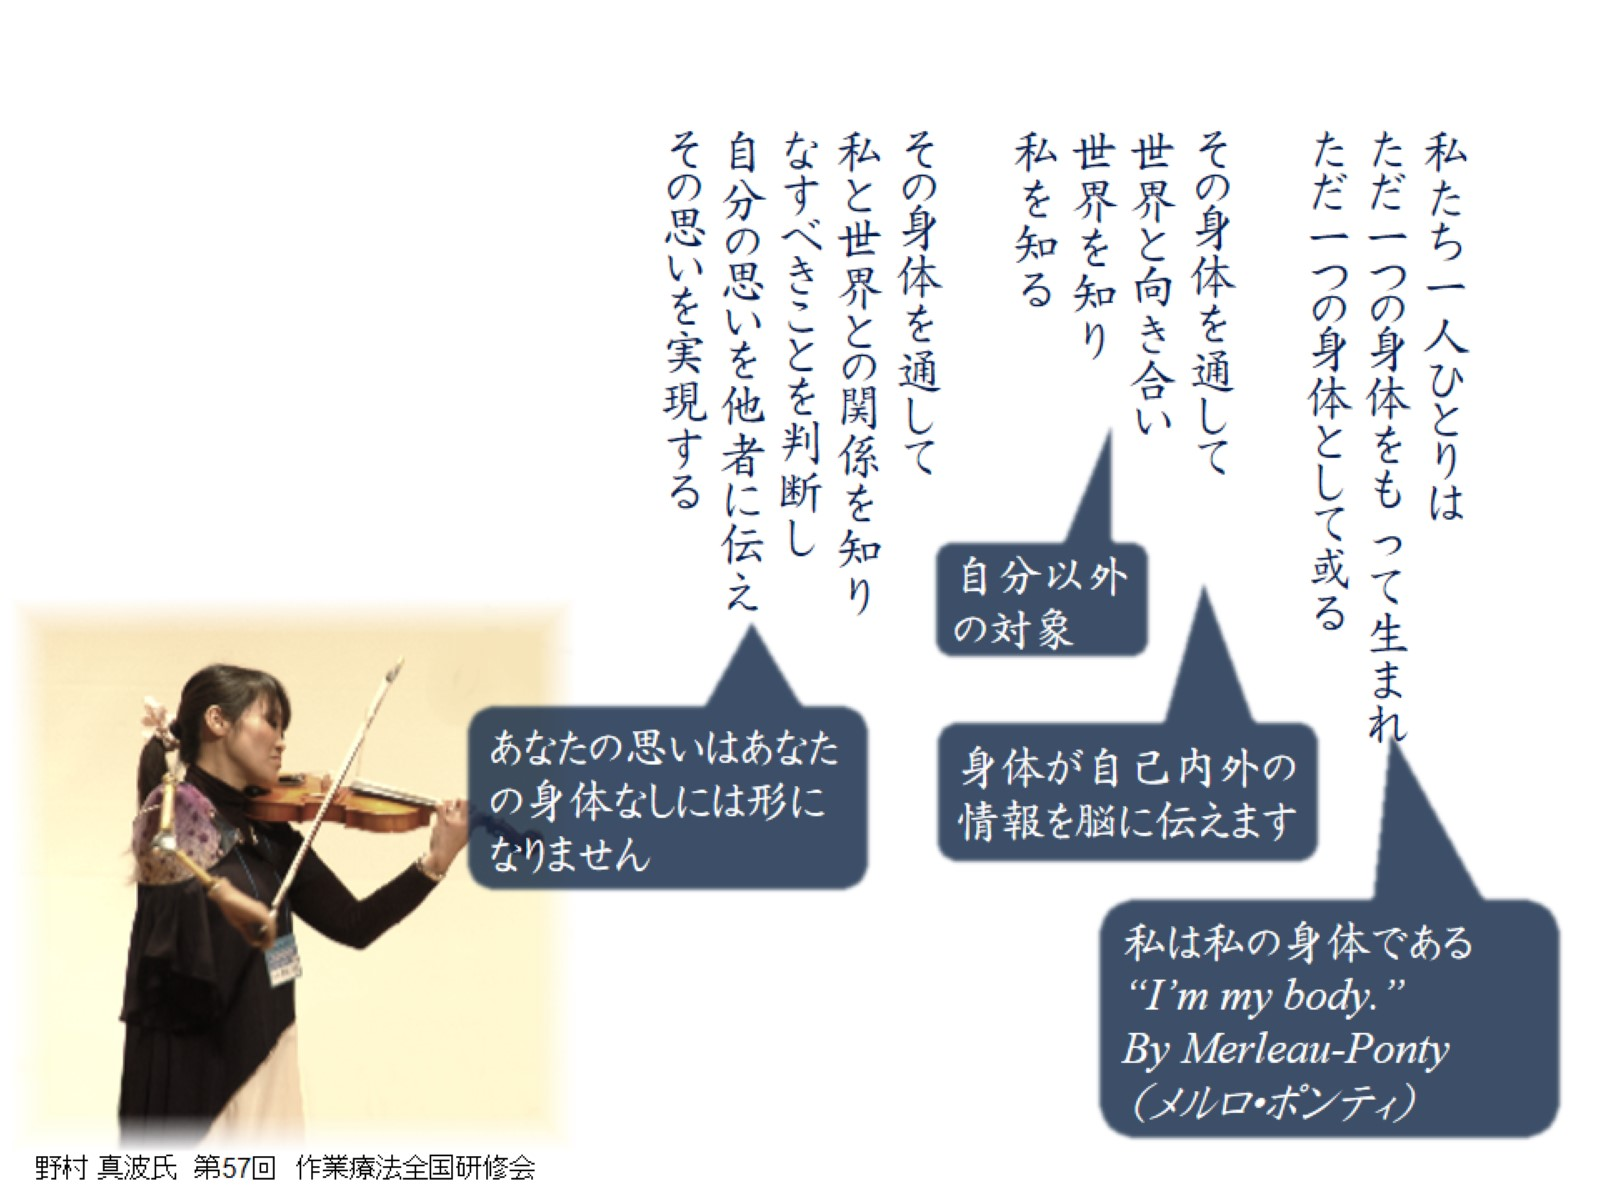 私たち一人ひとりは
ただ一つの身体をもって生まれ
ただ一つの身体として或る
その身体を通して
世界と向き合い
世界を知り
私を知る
その身体を通して
私と世界との関係を知り
なすべきことを判断し
自分の思いを他者に伝え
その思いを実現する
自分以外
の対象
身体が自己内外の
情報を脳に伝えます
私は私の身体である
“I’m my body.”
By Merleau-Ponty
（メルロ・ポンティ）
あなたの思いはあなた
の身体なしには形に
なりません
野村 真波氏 第57回 作業療法全国研修会